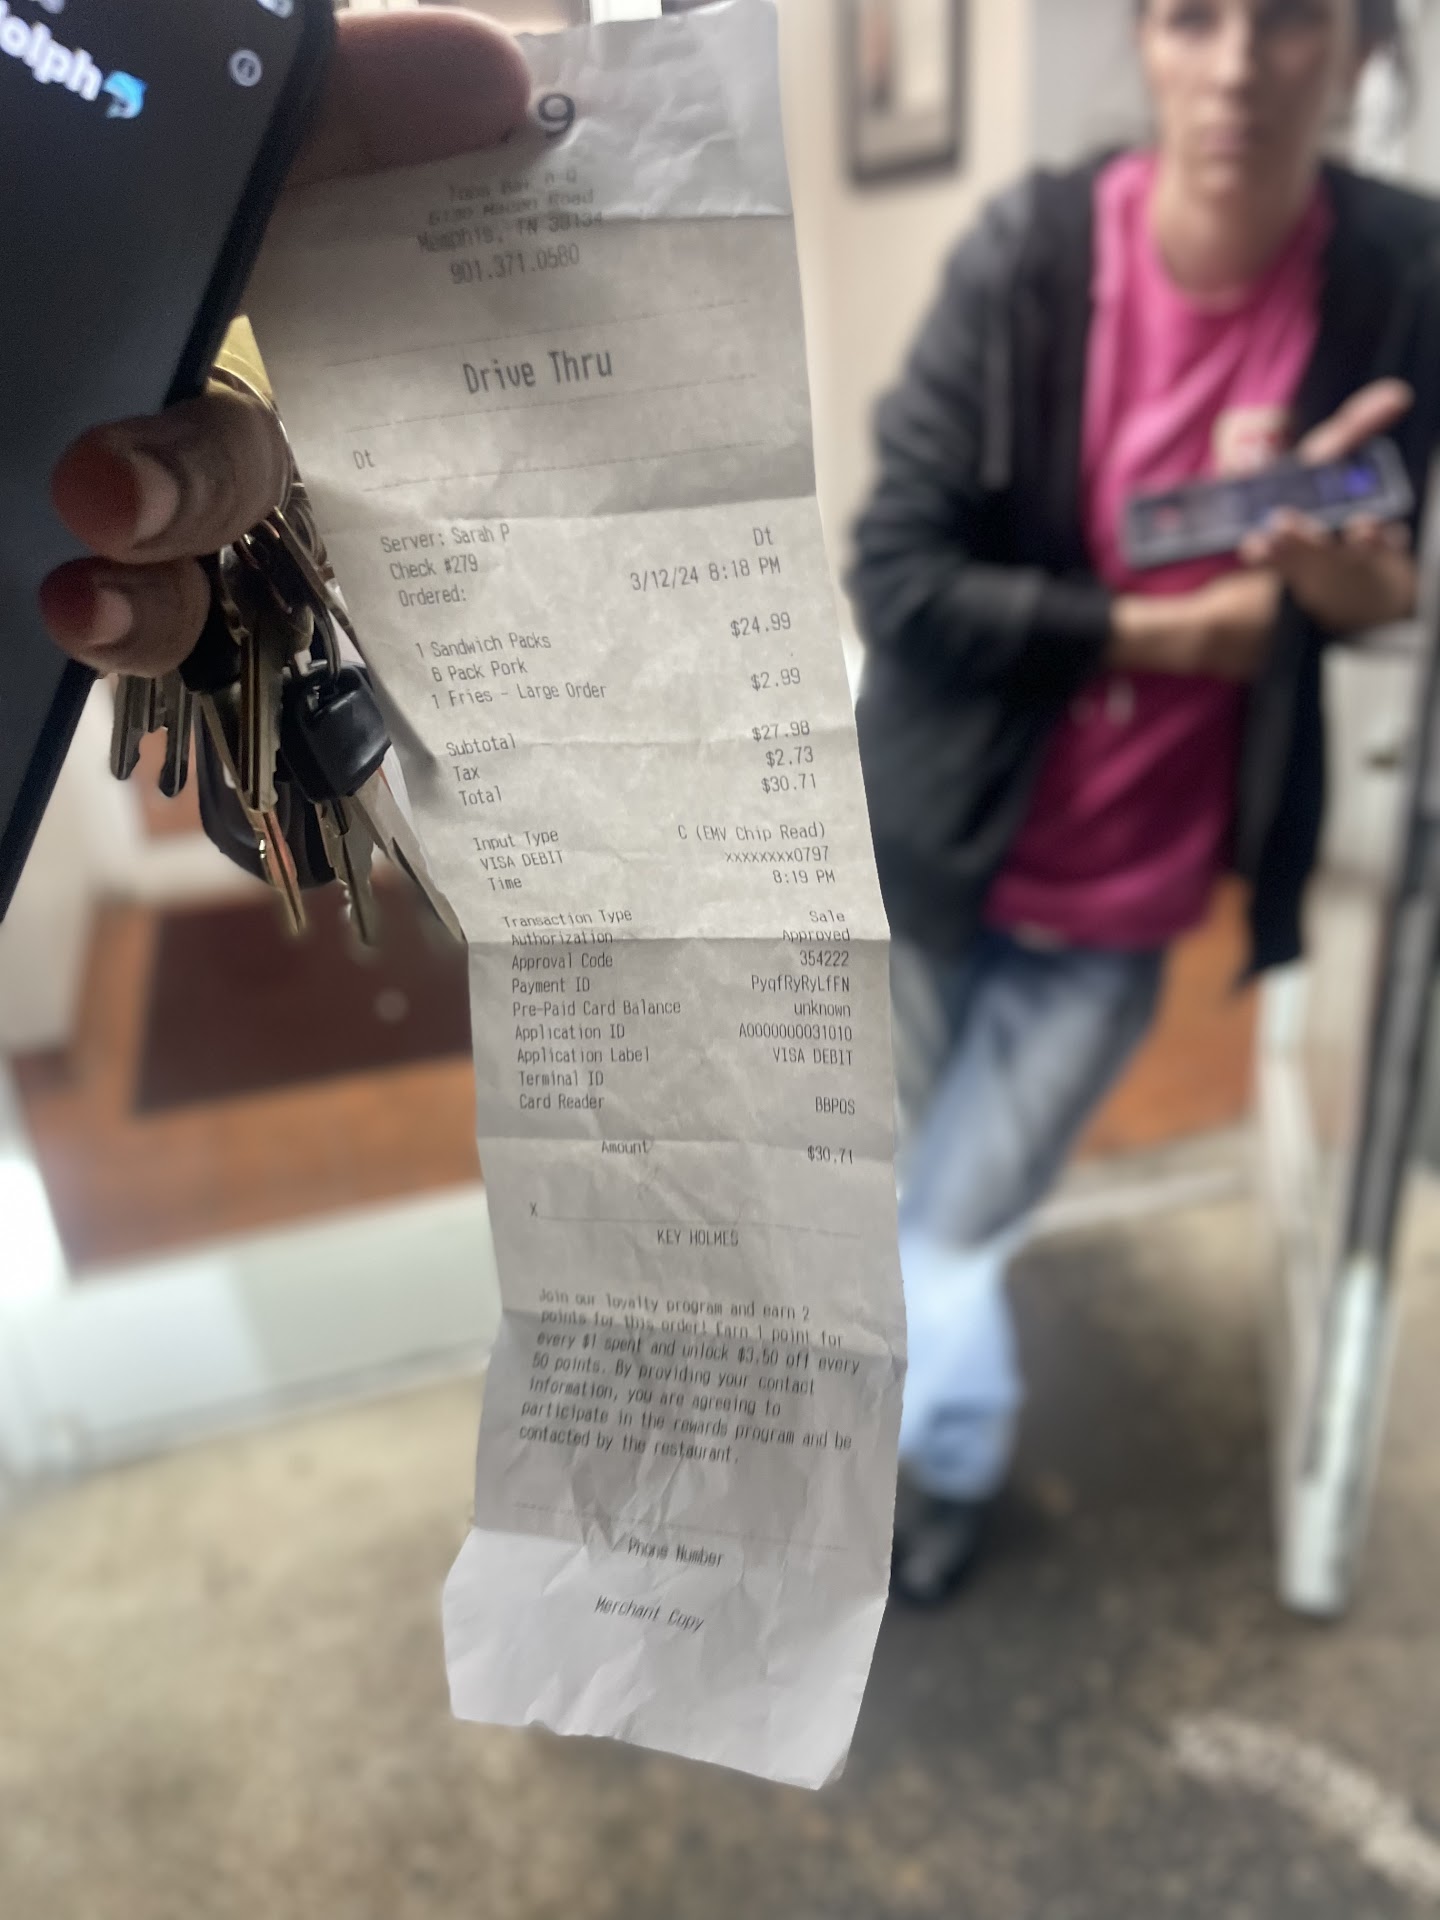 olph🐬
9
Memphis, TN 38134
901.371.0580
Drive Thru
Dt
Server: Sarah P
Check #279 Dt
Ordered: 3/12/24 8:18 PM
1 Sandwich Packs $24.99
6 Pack Pork
1 Fries - Large Order $2.99
Subtotal $27.98
Tax $2.73
Total $30.71
Input Type C (EMV Chip Read)
VISA DEBIT xxxxxxxx0797
Time 8:19 PM
Transaction Type Sale
Authorization Approved
Approval Code 354222
Payment ID PyqfRyRyLfFN
Pre-Paid Card Balance unknown
Application ID A0000000031010
Application Label VISA DEBIT
Terminal ID
Card Reader BBPOS
Amount $30.71
X
KEY HOLMES
Join our loyalty program and earn 2
points for this order! Earn 1 point for
every $1 spent and unlock $3.50 off every
50 points. By providing your contact
information, you are agreeing to
participate in the rewards program and be
contacted by the restaurant.
Phone Number
Merchant Copy